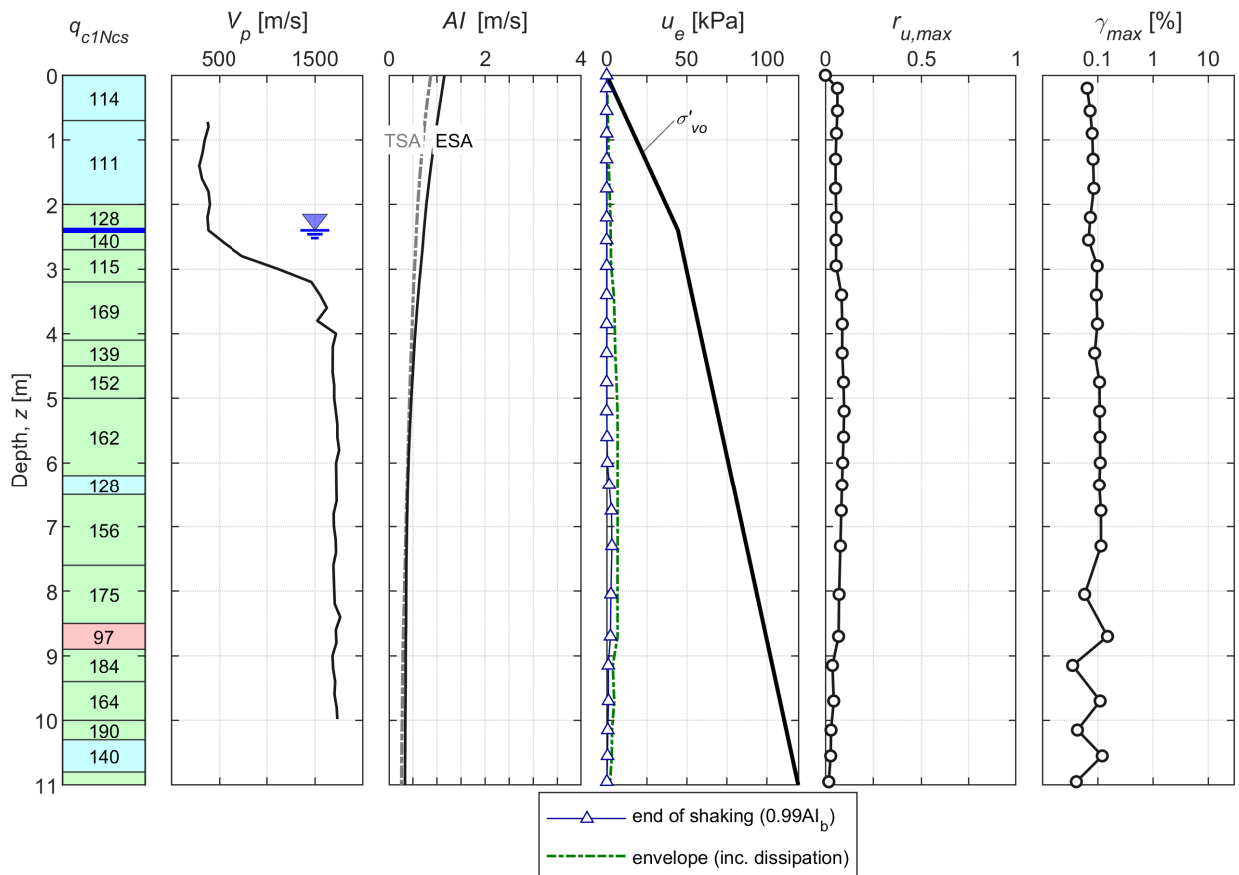 q_c1Ncs
V_p [m/s]
AI [m/s]
u_e [kPa]
r_u,max
γ_max [%]
500 1500
0 2 4
0 50 100
0 0.5 1
0.1 1 10
Depth, z [m]
0
1
2
3
4
5
6
7
8
9
10
11
114
111
128
140
115
169
139
152
162
128
156
175
97
184
164
190
140
TSA ESA
σ'_vo
end of shaking (0.99AI_b)
envelope (inc. dissipation)